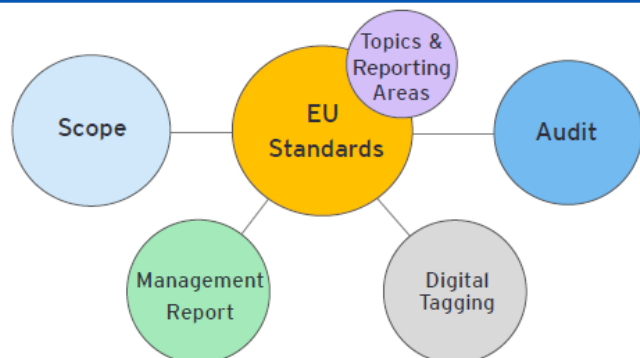 Topics &
Reporting
Areas
Scope
EU
Standards
Audit
Management
Report
Digital
Tagging